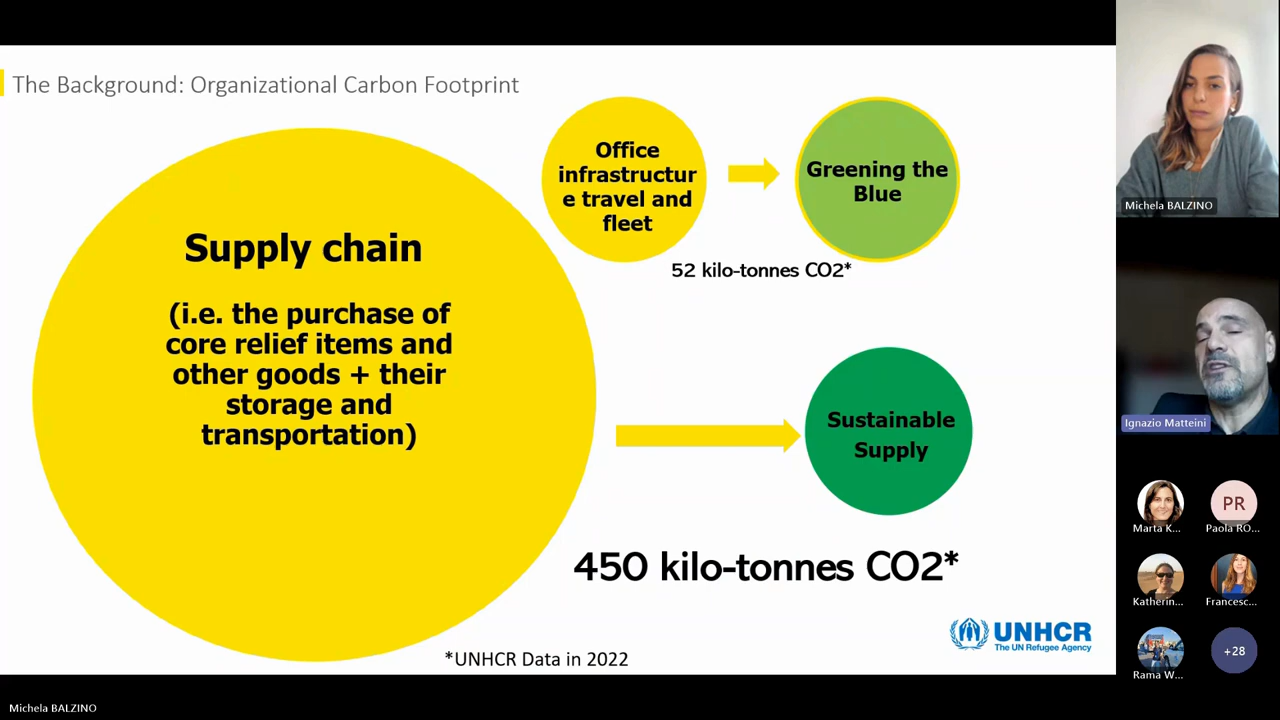 The Background: Organizational Carbon Footprint
Supply chain
(i.e. the purchase of
core relief items and
other goods + their
storage and
transportation)
Office
infrastructur
e travel and
fleet
Greening the
Blue
52 kilo-tonnes CO2*
Sustainable
Supply
450 kilo-tonnes CO2*
*UNHCR Data in 2022
UNHCR
The UN Refugee Agency
Michela BALZINO
Ignazio Matteini
Marta K...
PR
Paola RO...
Katherin...
Francesc...
Rama W...
+28
Michela BALZINO